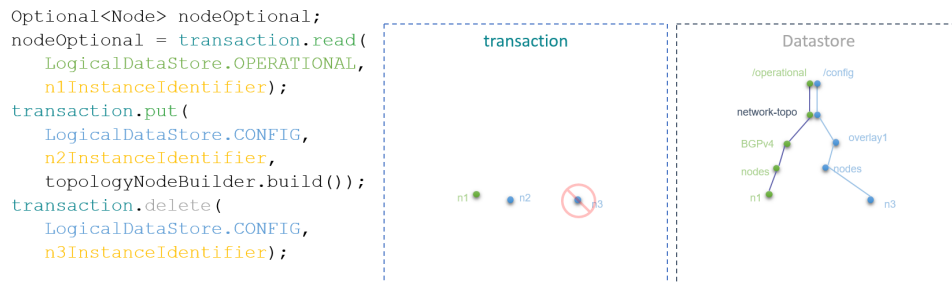 Optional<Node> nodeOptional;
nodeOptional = transaction.read(
LogicalDataStore.OPERATIONAL,
n1InstanceIdentifier);
transaction.put(
LogicalDataStore.CONFIG,
n2InstanceIdentifier,
topologyNodeBuilder.build());
transaction.delete(
LogicalDataStore.CONFIG,
n3InstanceIdentifier);
transaction
n1
n2
n3
Datastore
/operational
/config
network-topo
BGPv4
overlay1
nodes
nodes
n1
n3